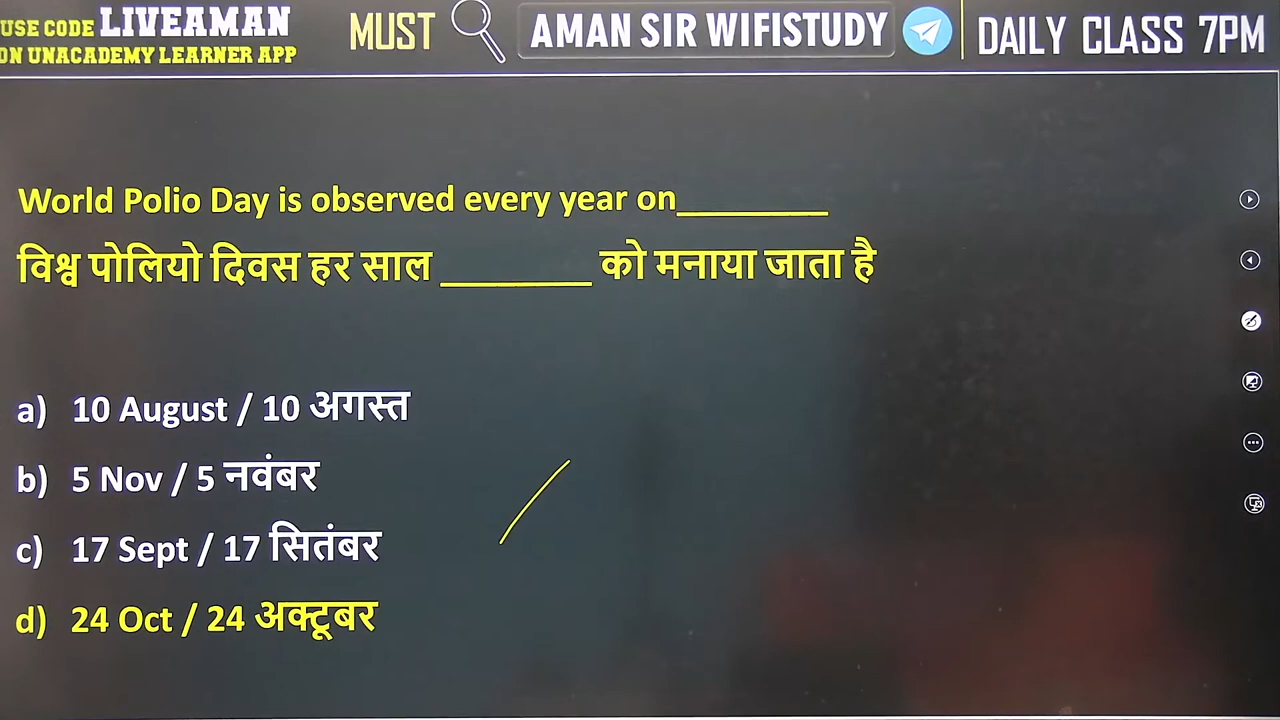 USE CODE LIVEAMAN
ON UNACADEMY LEARNER APP
MUST
AMAN SIR WIFISTUDY
DAILY CLASS 7PM
World Polio Day is observed every year on_________
विश्व पोलियो दिवस हर साल _________ को मनाया जाता है
a) 10 August / 10 अगस्त
b) 5 Nov / 5 नवंबर
c) 17 Sept / 17 सितंबर
d) 24 Oct / 24 अक्टूबर